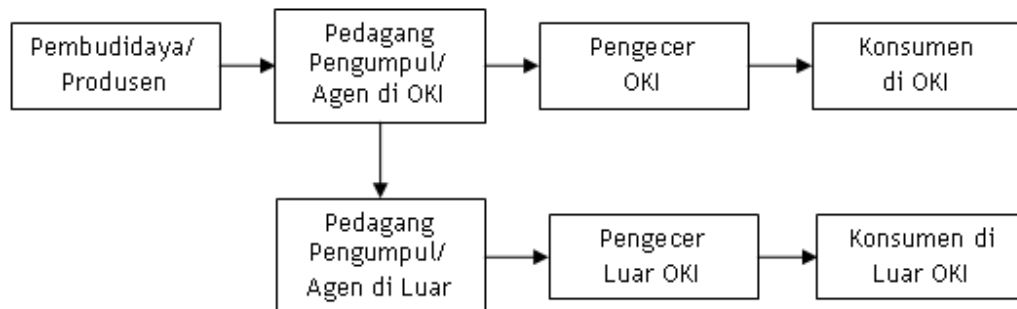 Pembudidaya/
Produsen
Pedagang
Pengumpul/
Agen di OKI
Pengecer
OKI
Konsumen
di OKI
Pedagang
Pengumpul/
Agen di Luar
Pengecer
Luar OKI
Konsumen di
Luar OKI